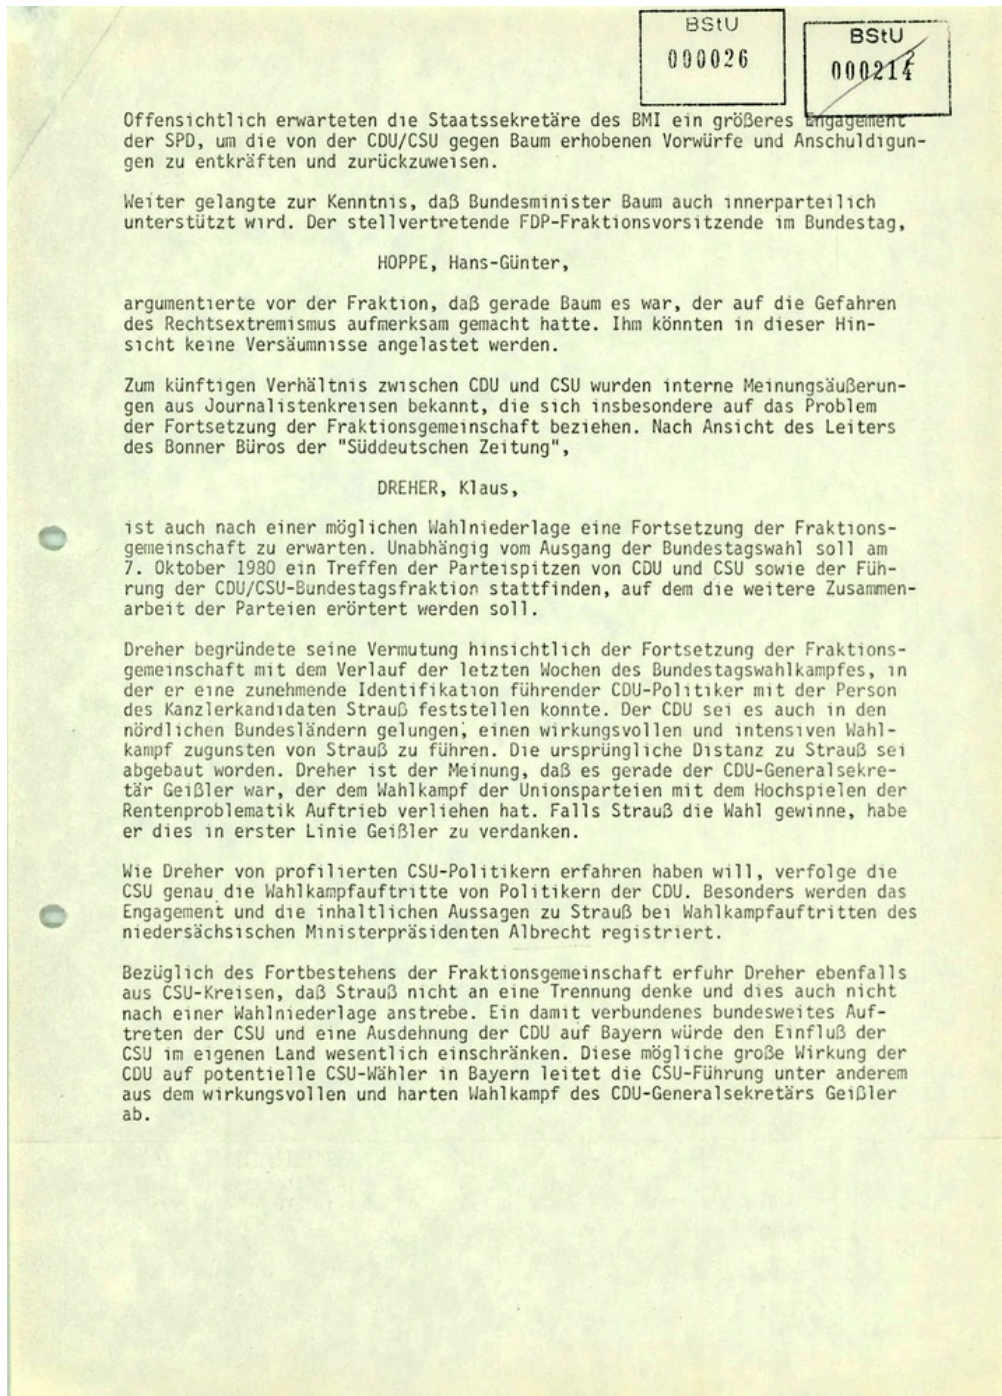 BStU
000026
BStU
000214
2
Offensichtlich erwarteten die Staatssekretäre des BMI ein größeres Engagement
der SPD, um die von der CDU/CSU gegen Baum erhobenen Vorwürfe und Anschuldigun-
gen zu entkräften und zurückzuweisen.
Weiter gelangte zur Kenntnis, daß Bundesminister Baum auch innerparteilich
unterstützt wird. Der stellvertretende FDP-Fraktionsvorsitzende im Bundestag,
HOPPE, Hans-Günter,
argumentierte vor der Fraktion, daß gerade Baum es war, der auf die Gefahren
des Rechtsextremismus aufmerksam gemacht hatte. Ihm könnten in dieser Hin-
sicht keine Versäumnisse angelastet werden.
Zum künftigen Verhältnis zwischen CDU und CSU wurden interne Meinungsäußerun-
gen aus Journalistenkreisen bekannt, die sich insbesondere auf das Problem
der Fortsetzung der Fraktionsgemeinschaft beziehen. Nach Ansicht des Leiters
des Bonner Büros der "Süddeutschen Zeitung",
DREHER, Klaus,
ist auch nach einer möglichen Wahlniederlage eine Fortsetzung der Fraktions-
gemeinschaft zu erwarten. Unabhängig vom Ausgang der Bundestagswahl soll am
7. Oktober 1980 ein Treffen der Parteispitzen von CDU und CSU sowie der Füh-
rung der CDU/CSU-Bundestagsfraktion stattfinden, auf dem die weitere Zusammen-
arbeit der Parteien erörtert werden soll.
Dreher begründete seine Vermutung hinsichtlich der Fortsetzung der Fraktions-
gemeinschaft mit dem Verlauf der letzten Wochen des Bundestagswahlkampfes, in
der er eine zunehmende Identifikation führender CDU-Politiker mit der Person
des Kanzlerkandidaten Strauß feststellen konnte. Der CDU sei es auch in den
nördlichen Bundesländern gelungen, einen wirkungsvollen und intensiven Wahl-
kampf zugunsten von Strauß zu führen. Die ursprüngliche Distanz zu Strauß sei
abgebaut worden. Dreher ist der Meinung, daß es gerade der CDU-Generalsekre-
tär Geißler war, der dem Wahlkampf der Unionsparteien mit dem Hochspielen der
Rentenproblematik Auftrieb verliehen hat. Falls Strauß die Wahl gewinne, habe
er dies in erster Linie Geißler zu verdanken.
Wie Dreher von profilierten CSU-Politikern erfahren haben will, verfolge die
CSU genau die Wahlkampfauftritte von Politikern der CDU. Besonders werden das
Engagement und die inhaltlichen Aussagen zu Strauß bei Wahlkampfauftritten des
niedersächsischen Ministerpräsidenten Albrecht registriert.
Bezüglich des Fortbestehens der Fraktionsgemeinschaft erfuhr Dreher ebenfalls
aus CSU-Kreisen, daß Strauß nicht an eine Trennung denke und dies auch nicht
nach einer Wahlniederlage anstrebe. Ein damit verbundenes bundesweites Auf-
treten der CSU und eine Ausdehnung der CDU auf Bayern würde den Einfluß der
CSU im eigenen Land wesentlich einschränken. Diese mögliche große Wirkung der
CDU auf potentielle CSU-Wähler in Bayern leitet die CSU-Führung unter anderem
aus dem wirkungsvollen und harten Wahlkampf des CDU-Generalsekretärs Geißler
ab.